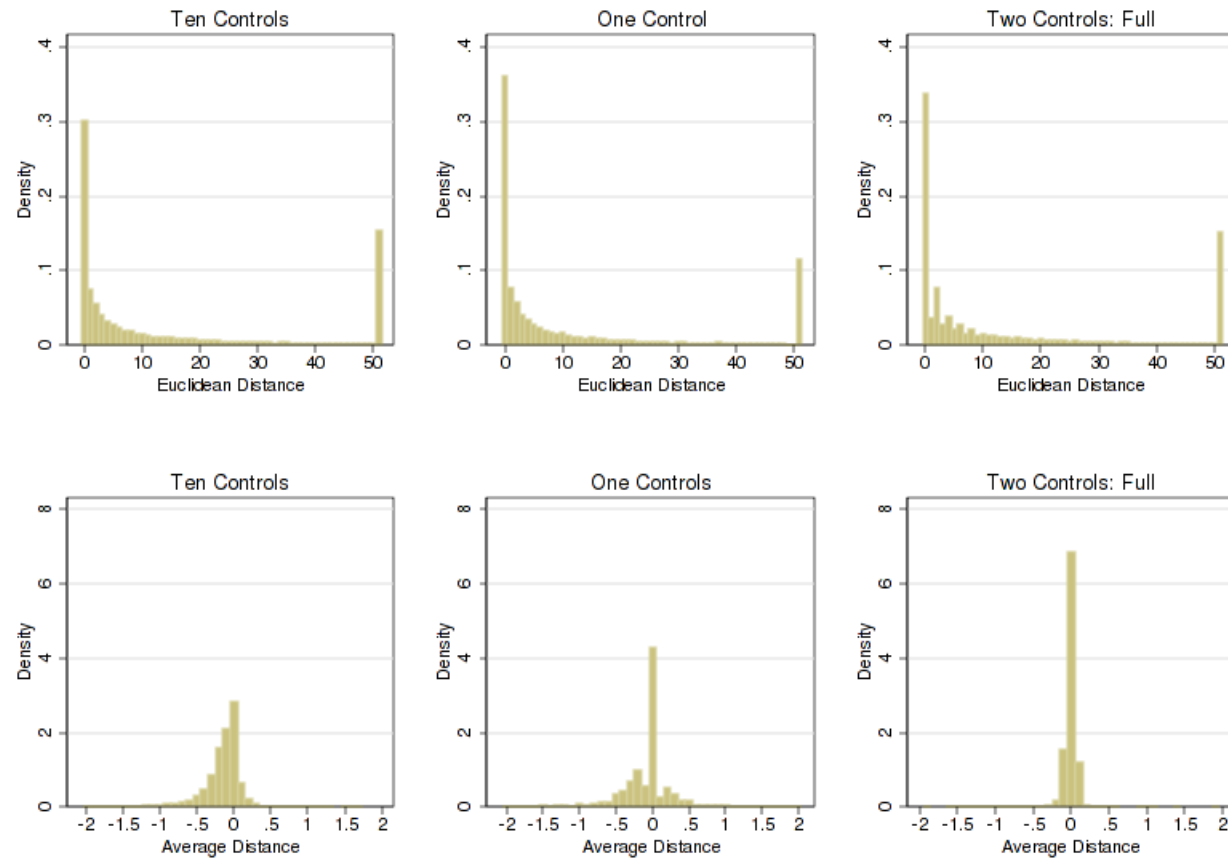 Ten Controls
One Control
Two Controls: Full
.4
.3
.2
.1
0
Density
0 10 20 30 40 50
Euclidean Distance
.4
.3
.2
.1
0
Density
0 10 20 30 40 50
Euclidean Distance
.4
.3
.2
.1
0
Density
0 10 20 30 40 50
Euclidean Distance
Ten Controls
One Controls
Two Controls: Full
8
6
4
2
0
Density
-2 -1.5 -1 -.5 0 .5 1 1.5 2
Average Distance
8
6
4
2
0
Density
-2 -1.5 -1 -.5 0 .5 1 1.5 2
Average Distance
8
6
4
2
0
Density
-2 -1.5 -1 -.5 0 .5 1 1.5 2
Average Distance